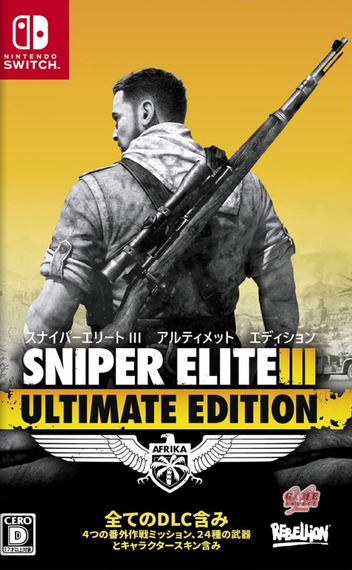 NINTENDO
SWITCH™
スナイパーエリート III アルティメット エディション
SNIPER ELITE III
ULTIMATE EDITION
AFRIKA
全てのDLC含み
4つの番外作戦ミッション、24種の武器
とキャラクタースキン含み
CERO
D
GAME
REBELLION